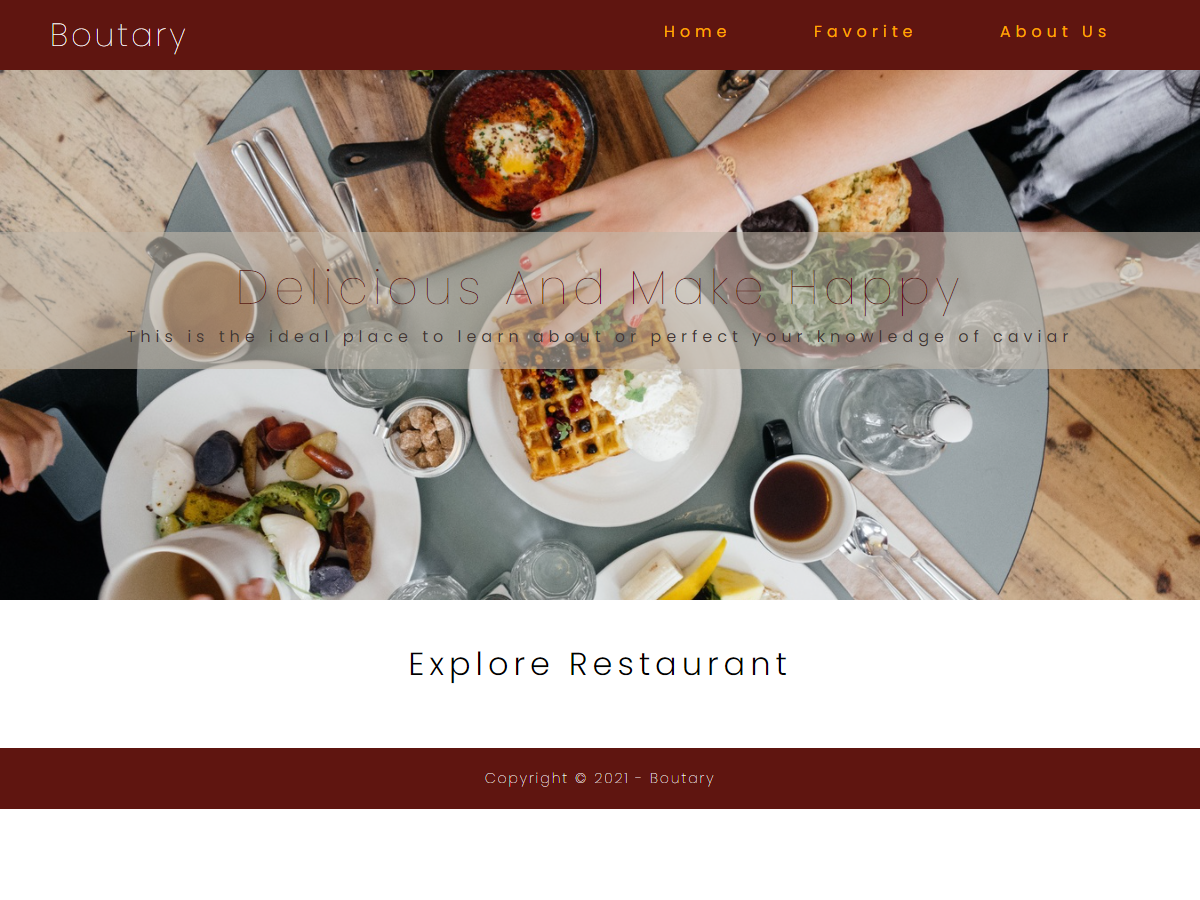 Boutary
Home Favorite About Us
Delicious And Make Happy
This is the ideal place to learn about or perfect your knowledge of caviar
Explore Restaurant
Copyright © 2021 - Boutary